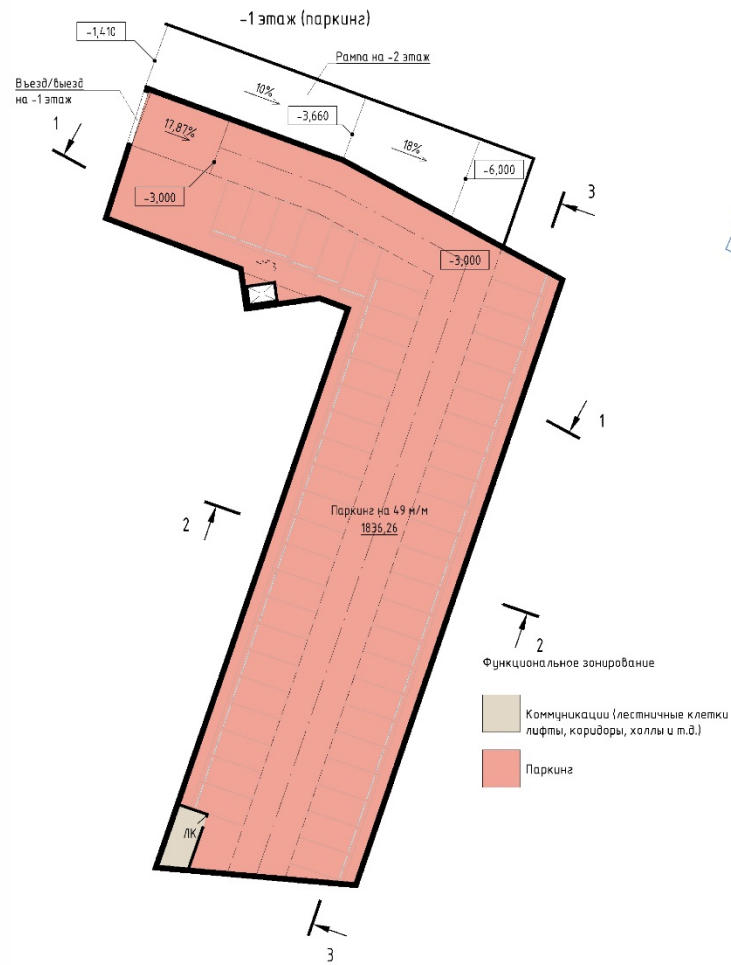 -1 этаж (паркинг)
-1,410
Рампа на -2 этаж
Въезд/выезд
на -1 этаж
10%
-3,660
1
17,87%
18%
-6,000
-3,000
3
-3,000
1
Паркинг на 49 м/м
1836,26
2
2
Функциональное зонирование
Коммуникации (лестничные клетки
лифты, коридоры, холлы и т.д.)
Паркинг
ЛК
3